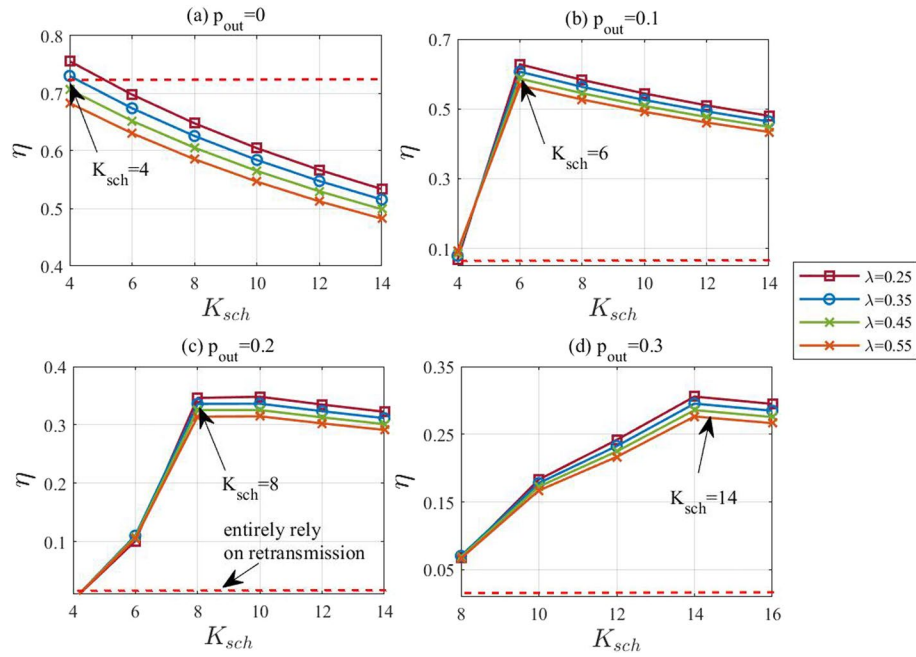 (a) p_out=0
0.8
0.7
0.6
0.5
0.4
η
K_sch=4
4 6 8 10 12 14
K_sch
(b) p_out=0.1
0.7
0.5
0.3
0.1
η
K_sch=6
4 6 8 10 12 14
K_sch
λ=0.25
λ=0.35
λ=0.45
λ=0.55
(c) p_out=0.2
0.4
0.3
0.2
0.1
η
K_sch=8
entirely rely
on retransmission
4 6 8 10 12 14
K_sch
(d) p_out=0.3
0.35
0.25
0.15
0.05
η
K_sch=14
8 10 12 14 16
K_sch